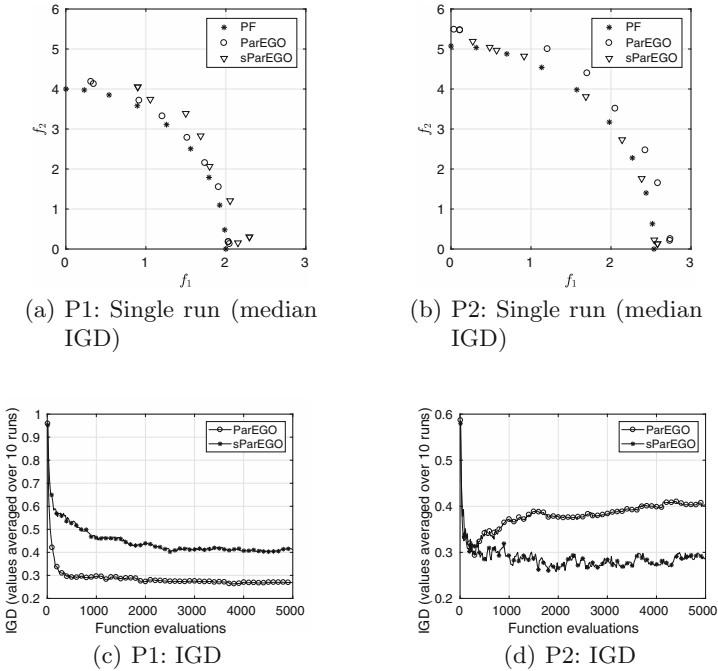 6
5
4
3
2
1
0
f2
0 1 2 3
f1
PF
ParEGO
sParEGO
(a) P1: Single run (median
IGD)
6
5
4
3
2
1
0
f2
0 1 2 3
f1
PF
ParEGO
sParEGO
(b) P2: Single run (median
IGD)
1
0.9
0.8
0.7
0.6
0.5
0.4
0.3
0.2
IGD (values averaged over 10 runs)
0 1000 2000 3000 4000 5000
Function evaluations
ParEGO
sParEGO
(c) P1: IGD
0.6
0.5
0.4
0.3
0.2
IGD (values averaged over 10 runs)
0 1000 2000 3000 4000 5000
Function evaluations
ParEGO
sParEGO
(d) P2: IGD